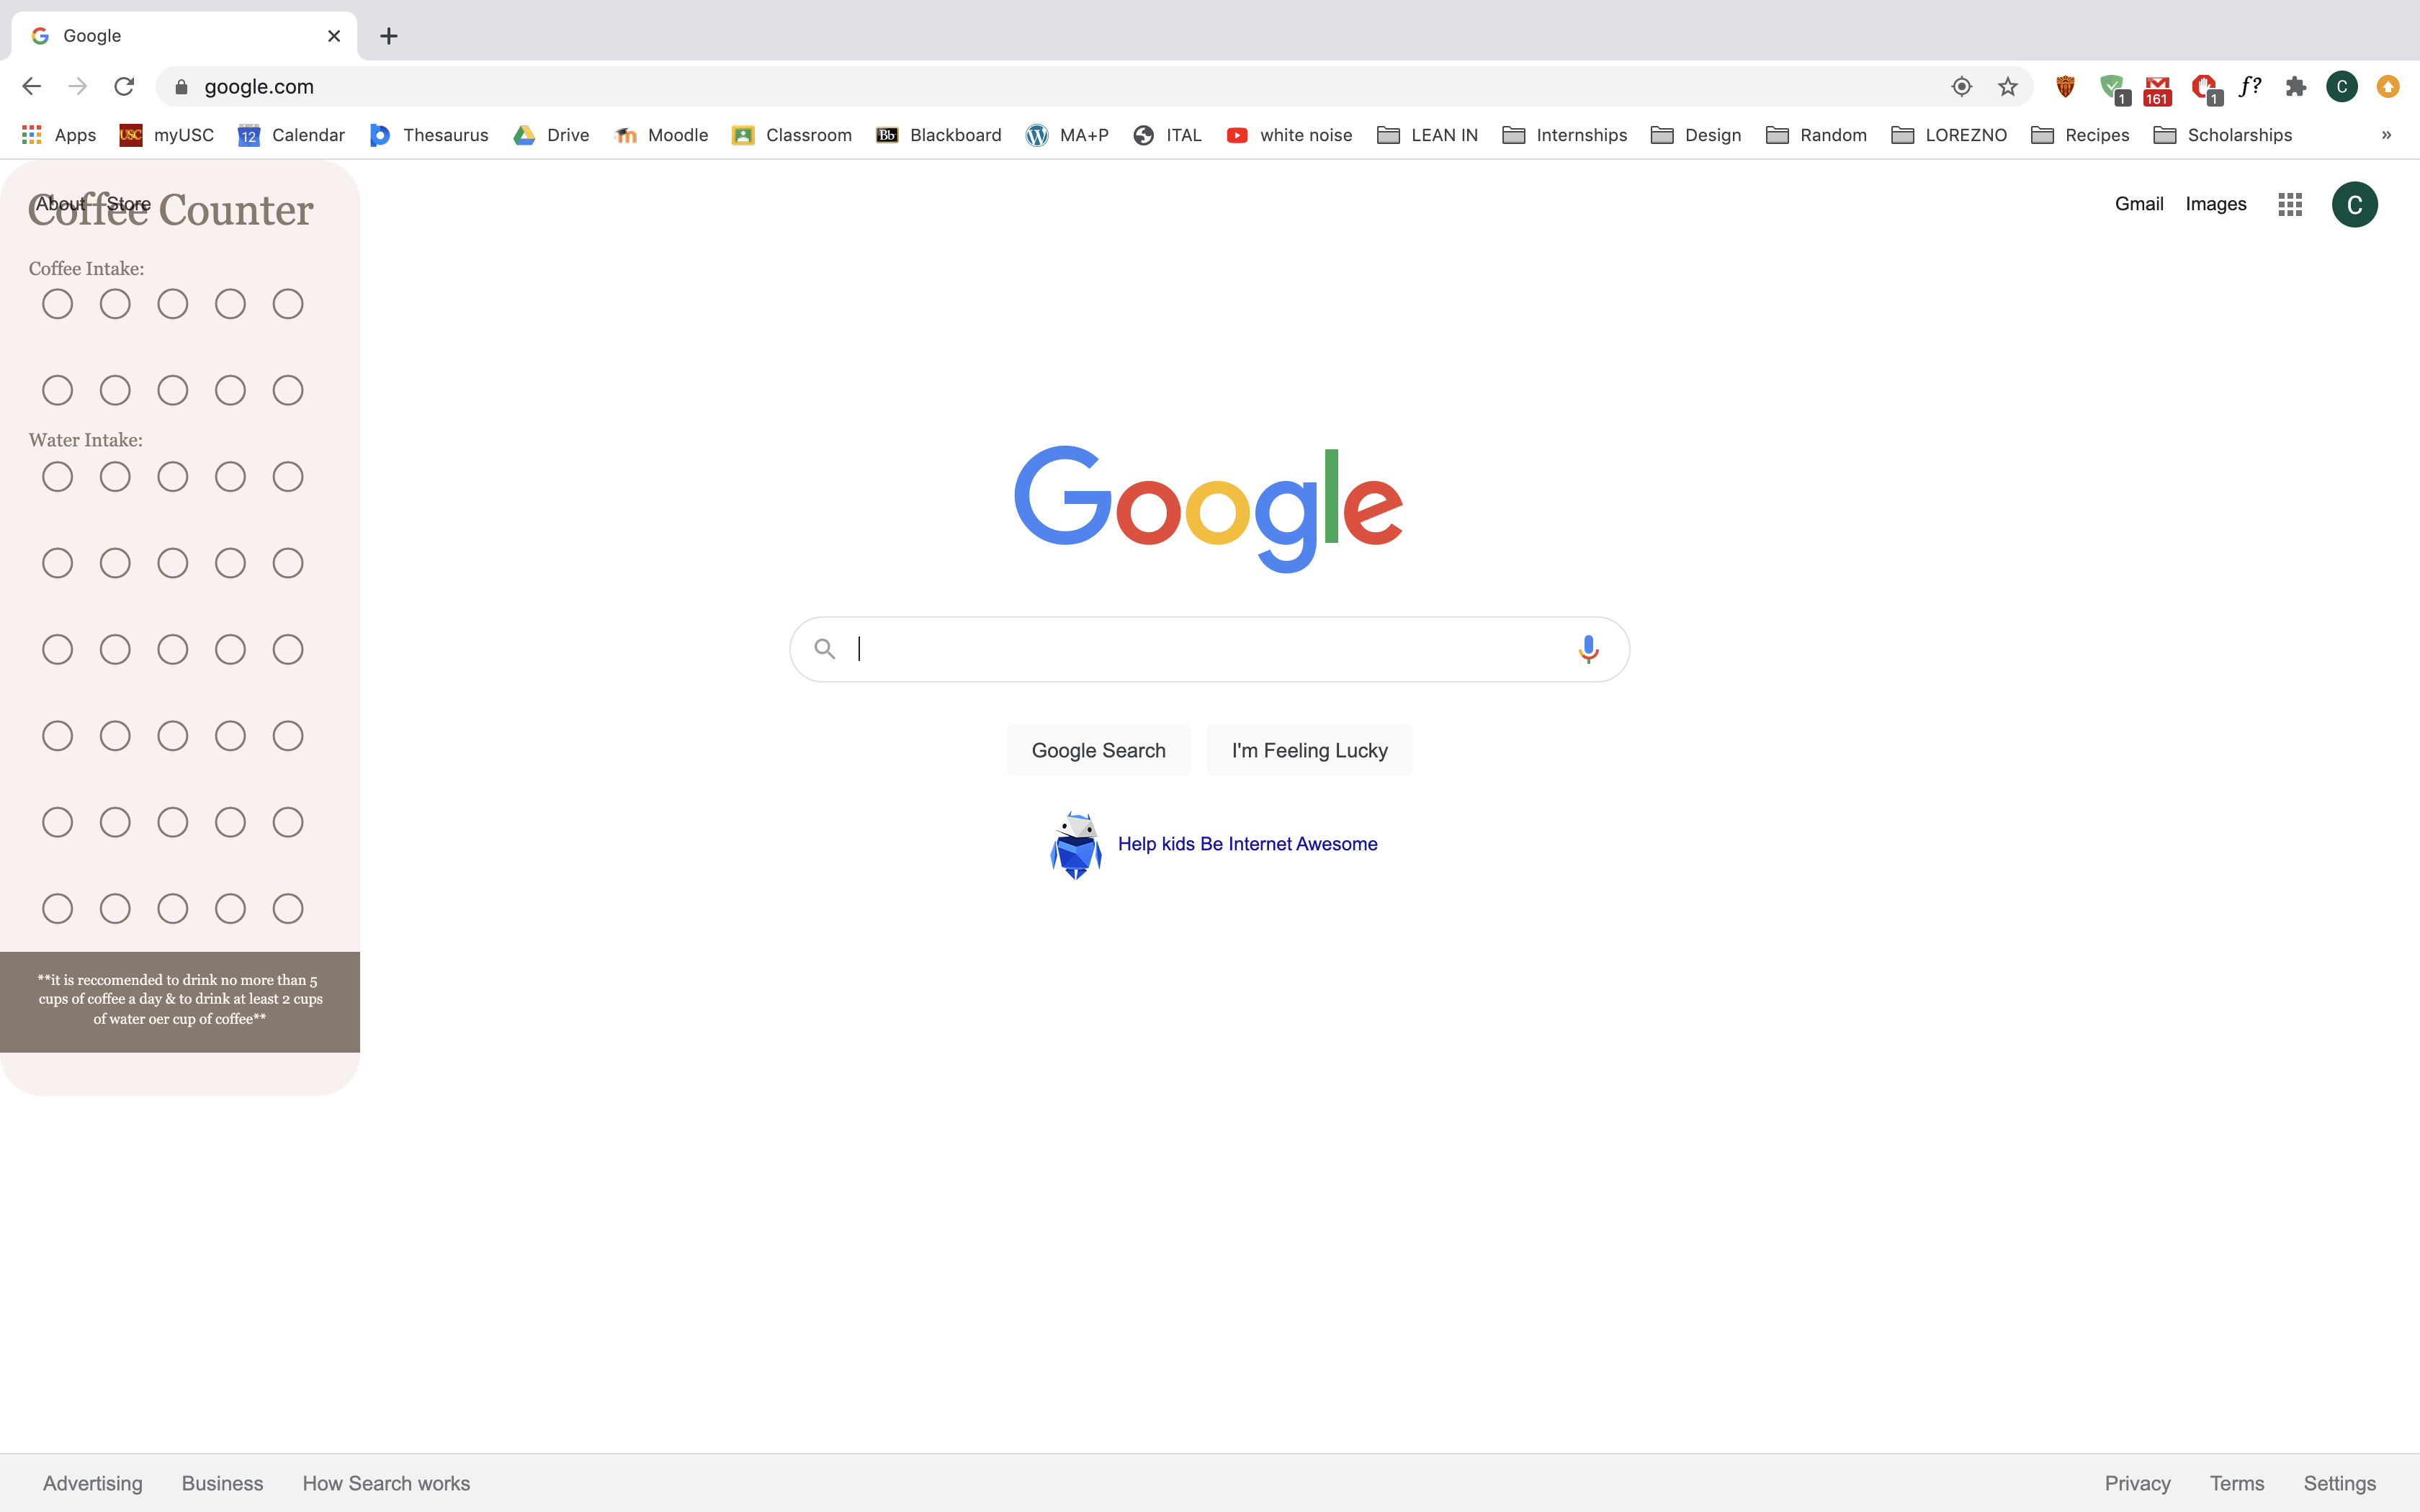 Google
google.com
1
161
1
f?
C
Apps
USC
myUSC
12
Calendar
Thesaurus
Drive
Moodle
Classroom
Bb
Blackboard
MA+P
ITAL
white noise
LEAN IN
Internships
Design
Random
LOREZNO
Recipes
Scholarships
»
About Store
Coffee Counter
Gmail Images
C
Coffee Intake:
Water Intake:
Google
Google Search
I'm Feeling Lucky
Help kids Be Internet Awesome
**it is reccomended to drink no more than 5
cups of coffee a day & to drink at least 2 cups
of water oer cup of coffee**
Advertising Business How Search works
Privacy Terms Settings